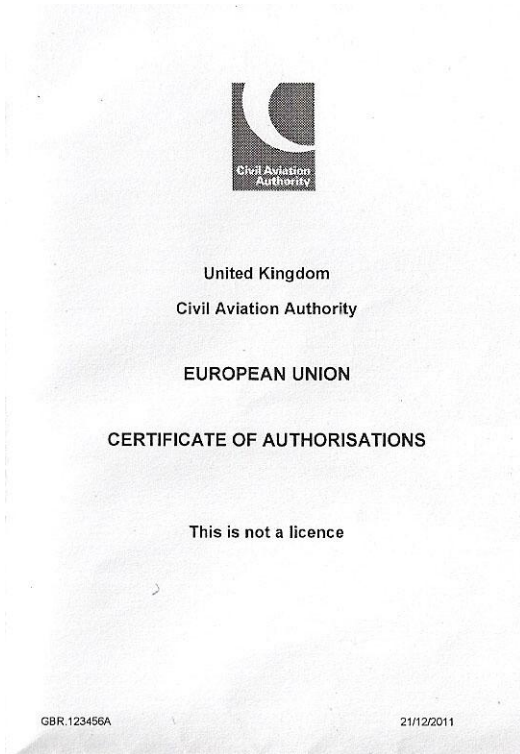 Civil Aviation
Authority
United Kingdom
Civil Aviation Authority
EUROPEAN UNION
CERTIFICATE OF AUTHORISATIONS
This is not a licence
GBR.123456A
21/12/2011